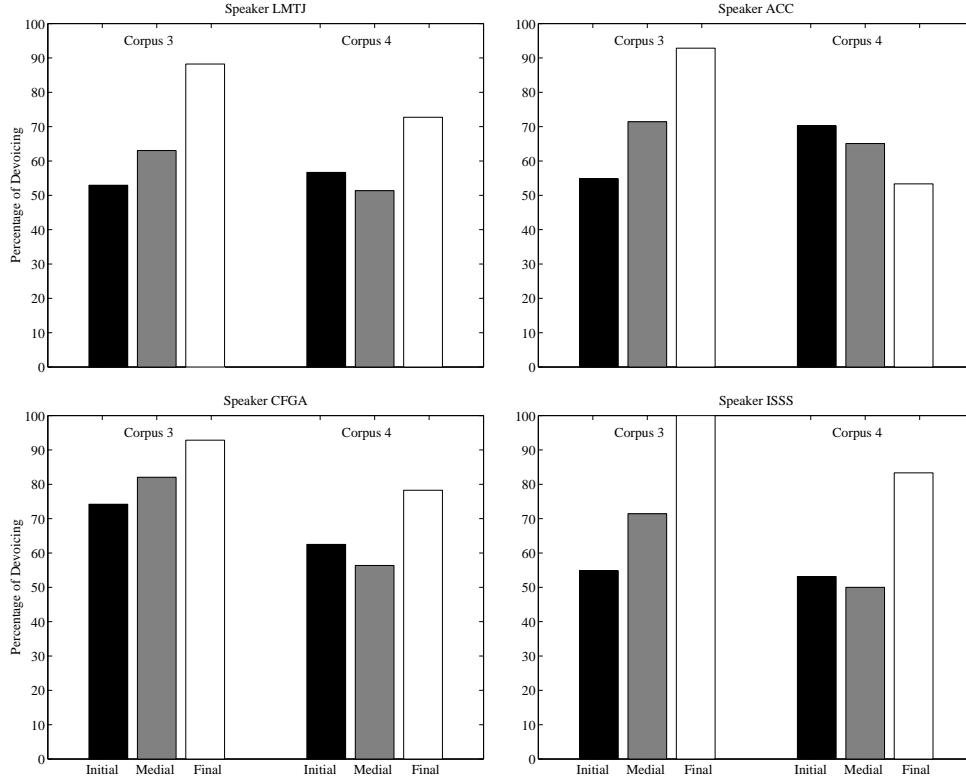 Speaker LMTJ
Corpus 3
Corpus 4
100
90
80
70
60
50
40
30
20
10
0
Percentage of Devoicing
Speaker ACC
Corpus 3
Corpus 4
100
90
80
70
60
50
40
30
20
10
0
Speaker CFGA
Corpus 3
Corpus 4
100
90
80
70
60
50
40
30
20
10
0
Percentage of Devoicing
Initial Medial Final Initial Medial Final
Speaker ISSS
Corpus 3
Corpus 4
100
90
80
70
60
50
40
30
20
10
0
Initial Medial Final Initial Medial Final